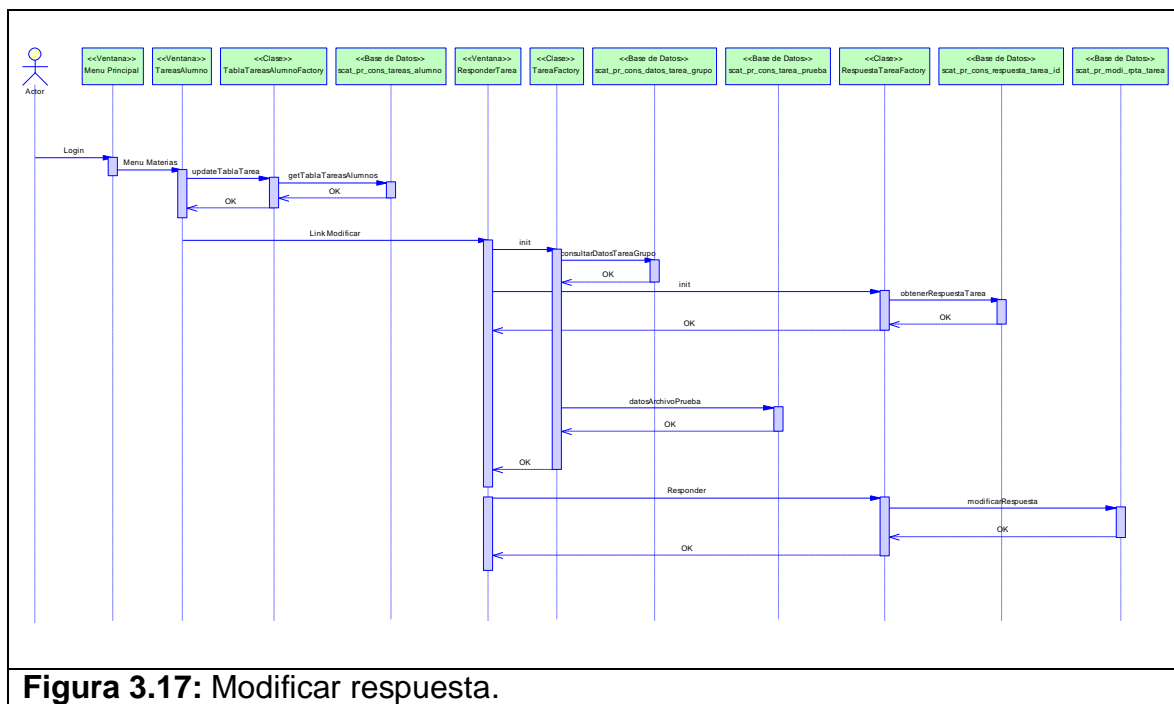 <<Ventana>>
Menu Principal
<<Ventana>>
TareasAlumno
<<Clase>>
TablaTareasAlumnoFactory
<<Base de Datos>>
scat_pr_cons_tareas_alumno
<<Ventana>>
ResponderTarea
<<Clase>>
TareaFactory
<<Base de Datos>>
scat_pr_cons_datos_tarea_grupo
<<Base de Datos>>
scat_pr_cons_tarea_prueba
<<Clase>>
RespuestaTareaFactory
<<Base de Datos>>
scat_pr_cons_respuesta_tarea_id
<<Base de Datos>>
scat_pr_modi_rpta_tarea
Actor
Login
Menu Materias
updateTablaTarea
getTablaTareasAlumnos
OK
OK
Link Modificar
init
consultarDatosTareaGrupo
OK
init
obtenerRespuestaTarea
OK
OK
datosArchivoPrueba
OK
OK
Responder
modificarRespuesta
OK
OK
Figura 3.17: Modificar respuesta.